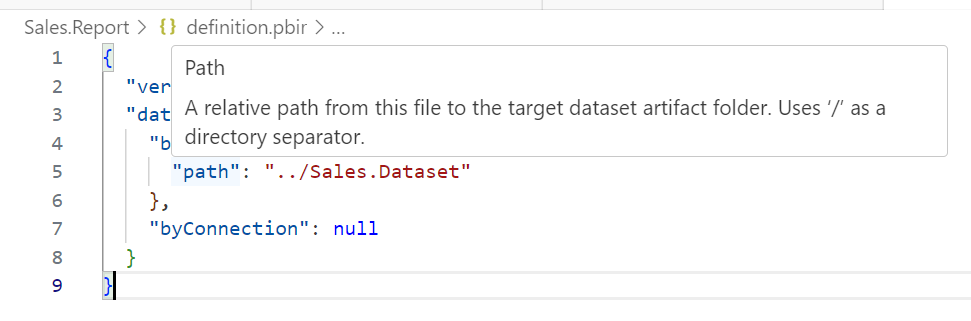 Sales.Report > {} definition.pbir > ...
1 {
Path
2 "ver
A relative path from this file to the target dataset artifact folder. Uses ‘/’ as a
3 "dat
directory separator.
4 "b
5 "path": "../Sales.Dataset"
6 },
7 "byConnection": null
8 }
9 }